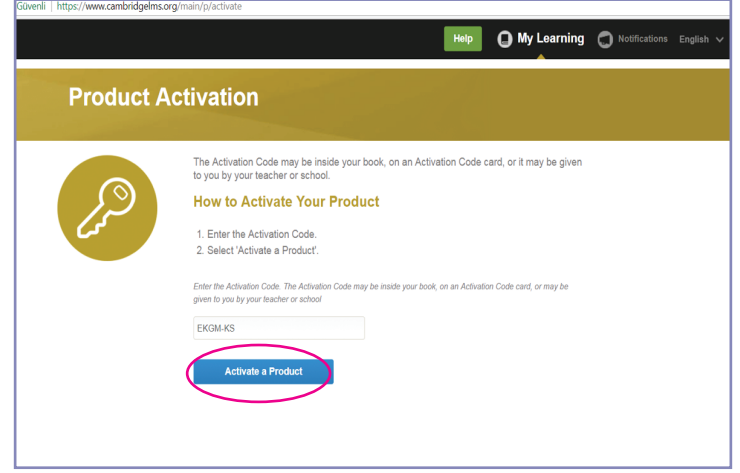 Güvenli | https://www.cambridgelms.org/main/p/activate
Help My Learning Notifications English
Product Activation
The Activation Code may be inside your book, on an Activation Code card, or it may be given
to you by your teacher or school.
How to Activate Your Product
1. Enter the Activation Code.
2. Select 'Activate a Product'.
Enter the Activation Code. The Activation Code may be inside your book, on an Activation Code card, or may be
given to you by your teacher or school
EKGM-KS
Activate a Product